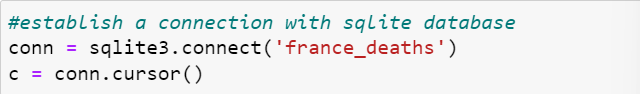 #establish a connection with sqlite database
conn = sqlite3.connect('france_deaths')
c = conn.cursor()